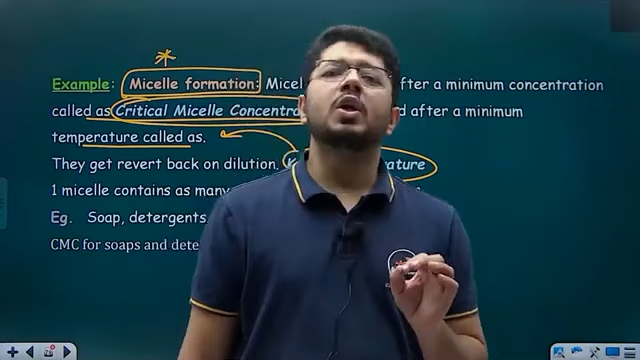 Example: Micelle formation: Micel after a minimum concentration
called as Critical Micelle Concentra d after a minimum
temperature called as.
They get revert back on dilution. K rature
1 micelle contains as many
Eg. Soap, detergents
CMC for soaps and dete